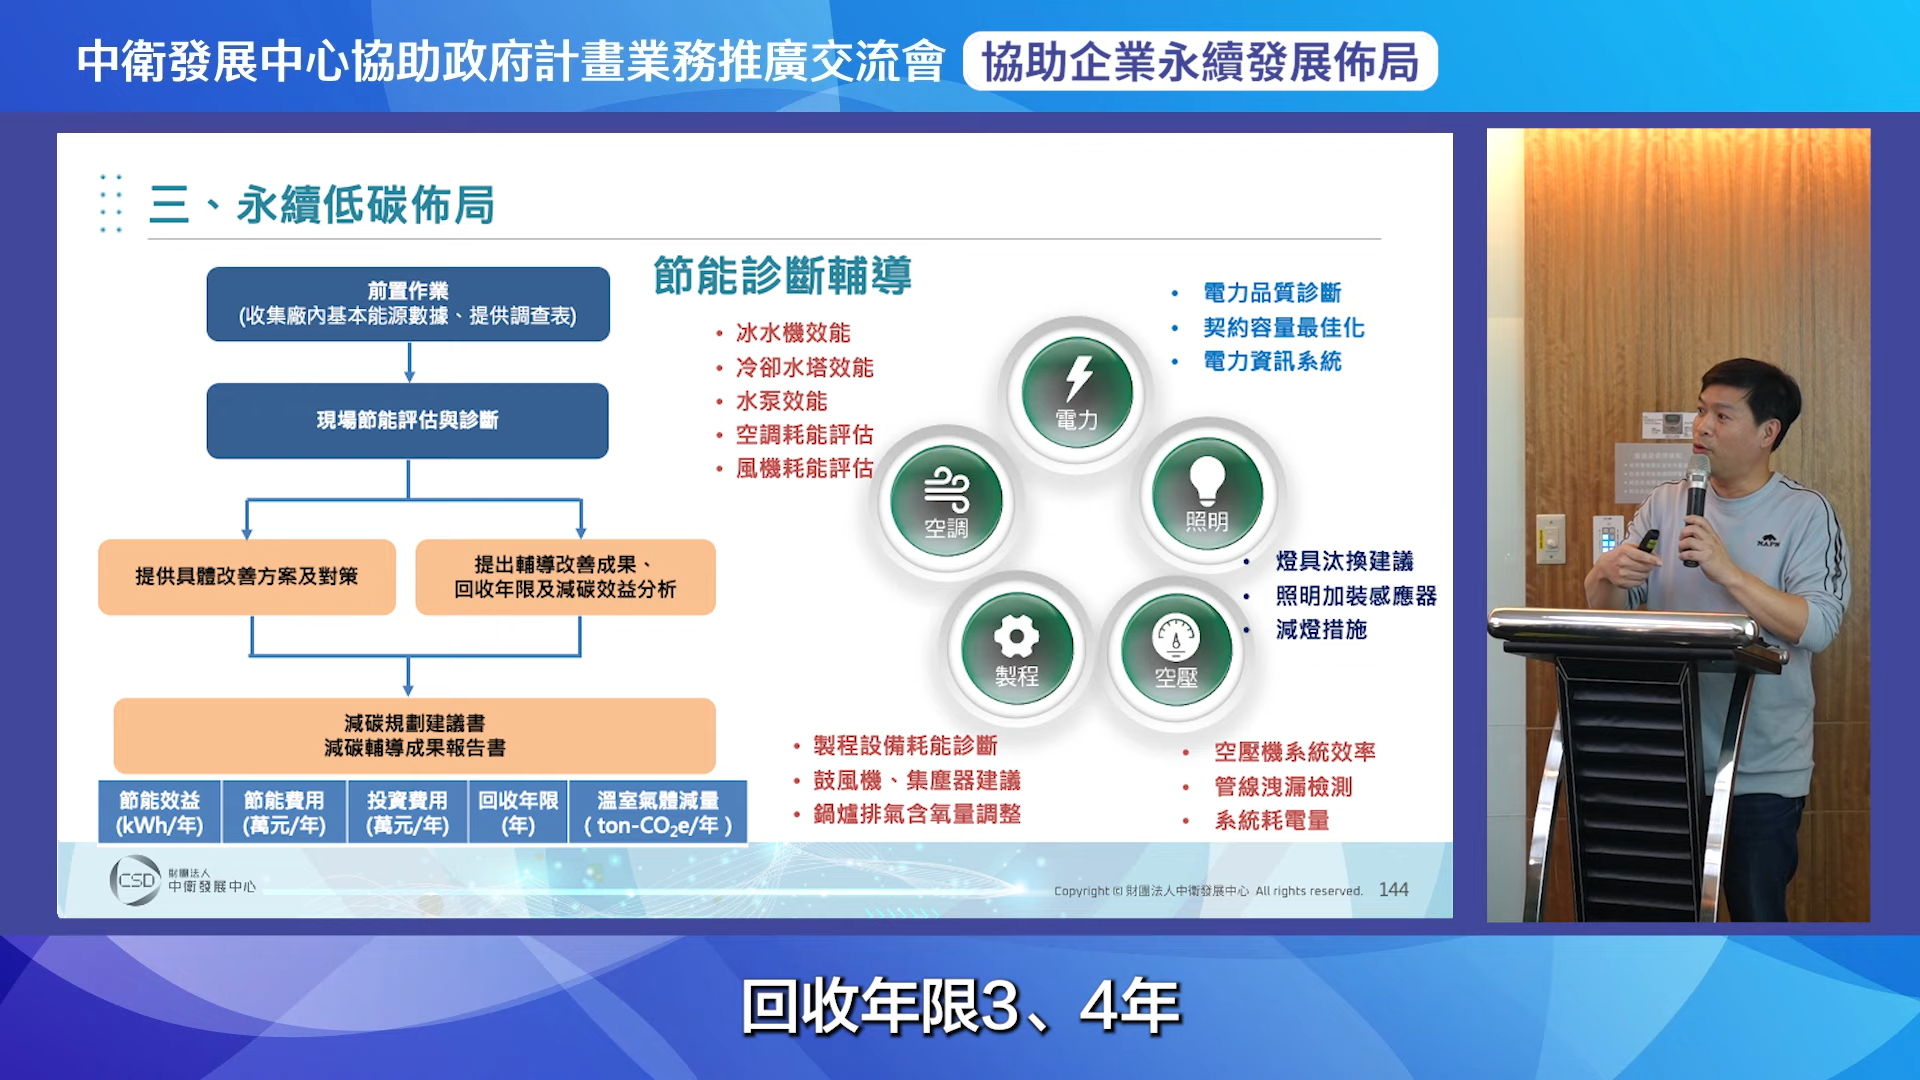 中衛發展中心協助政府計畫業務推廣交流會 協助企業永續發展佈局
三、永續低碳佈局
前置作業
(收集廠內基本能源數據、提供調查表)
現場節能評估與診斷
提供具體改善方案及對策
提出輔導改善成果、
回收年限及減碳效益分析
減碳規劃建議書
減碳輔導成果報告書
節能效益
(kWh/年)
節能費用
(萬元/年)
投資費用
(萬元/年)
回收年限
(年)
溫室氣體減量
( ton-CO₂e/年 )
節能診斷輔導
• 冰水機效能
• 冷卻水塔效能
• 水泵效能
• 空調耗能評估
• 風機耗能評估
• 電力品質診斷
• 契約容量最佳化
• 電力資訊系統
電力
空調
照明
製程
空壓
• 燈具汰換建議
• 照明加裝感應器
• 減燈措施
• 製程設備耗能診斷
• 鼓風機、集塵器建議
• 鍋爐排氣含氧量調整
• 空壓機系統效率
• 管線洩漏檢測
• 系統耗電量
CSD
財團法人
中衛發展中心
Copyright © 財團法人中衛發展中心 All rights reserved. 144
回收年限3、4年